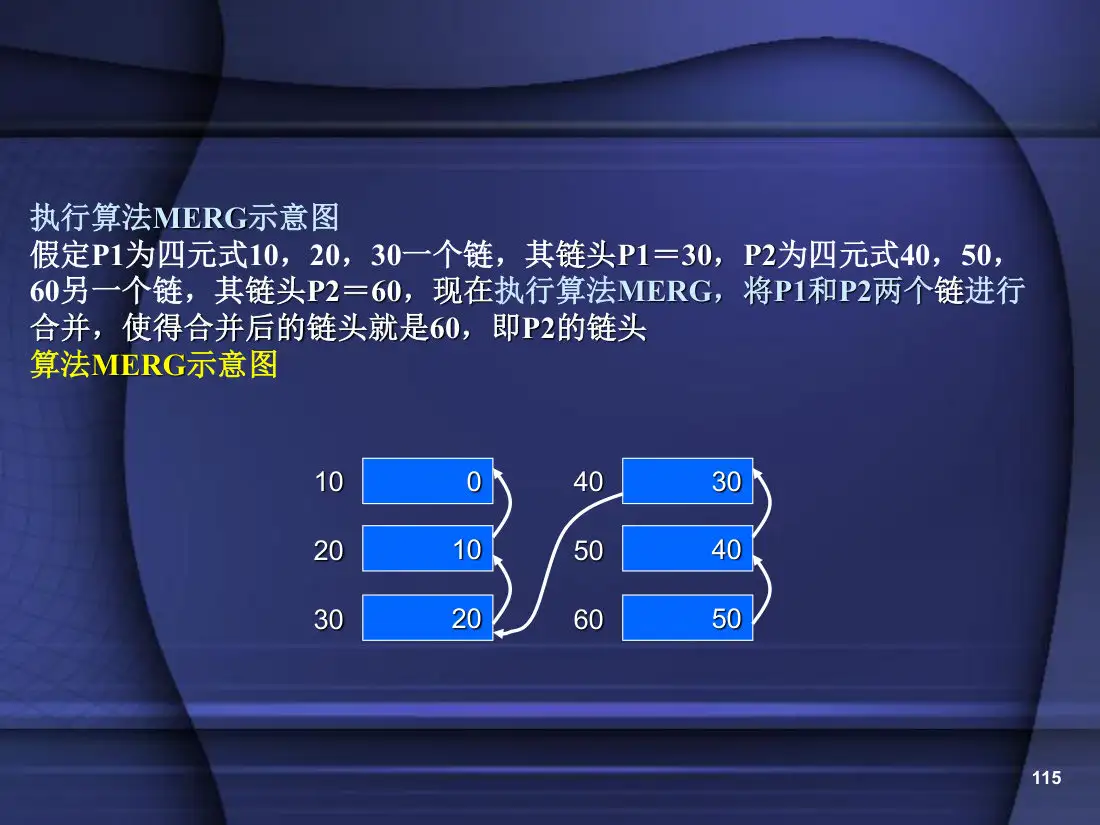 执行算法MERG示意图
假定P1为四元式10，20，30一个链，其链头P1＝30，P2为四元式40，50，
60另一个链，其链头P2＝60，现在执行算法MERG，将P1和P2两个链进行
合并，使得合并后的链头就是60，即P2的链头
算法MERG示意图
10 0 40 30
20 10 50 40
30 20 60 50
115